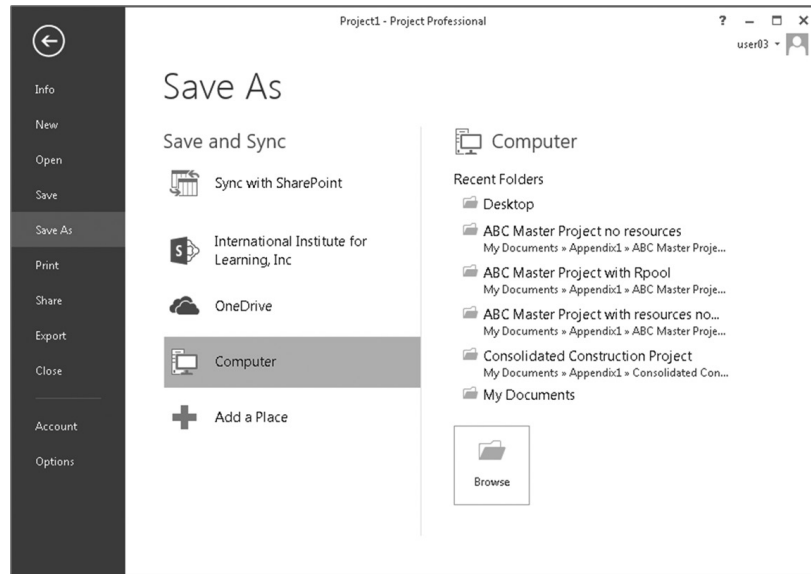 Project1 - Project Professional
?
user03
Info
New
Open
Save
Save As
Print
Share
Export
Close
Account
Options
Save As
Save and Sync
Sync with SharePoint
S
International Institute for
Learning, Inc
OneDrive
Computer
Add a Place
Computer
Recent Folders
Desktop
ABC Master Project no resources
My Documents » Appendix1 » ABC Master Proje...
ABC Master Project with Rpool
My Documents » Appendix1 » ABC Master Proje...
ABC Master Project with resources no...
My Documents » Appendix1 » ABC Master Proje...
Consolidated Construction Project
My Documents » Appendix1 » Consolidated Con...
My Documents
Browse